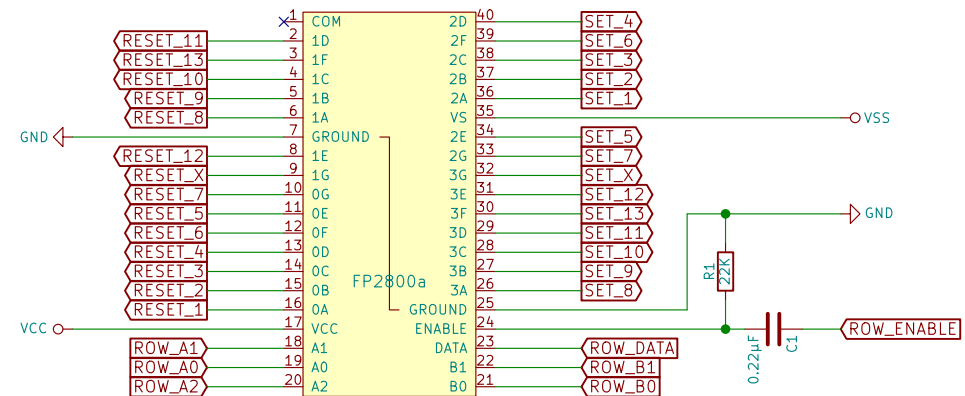 1 COM 2D 40 SET_4
RESET_11 2 1D 2F 39 SET_6
RESET_13 3 1F 2C 38 SET_3
RESET_10 4 1C 2B 37 SET_2
RESET_9 5 1B 2A 36 SET_1
RESET_8 6 1A VS 35 VSS
GND 7 GROUND 2E 34 SET_5
RESET_12 8 1E 2G 33 SET_7
RESET_X 9 1G 3G 32 SET_X
RESET_7 10 0G 3E 31 SET_12
RESET_5 11 0E 3F 30 SET_13 GND
RESET_6 12 0F 3D 29 SET_11
RESET_4 13 0D 3C 28 SET_10
RESET_3 14 0C 3B 27 SET_9
R1 22K
FP2800a
RESET_2 15 0B 3A 26 SET_8
RESET_1 16 0A GROUND 25
VCC 17 VCC ENABLE 24 ROW_ENABLE
0.22µF C1
ROW_A1 18 A1 DATA 23 ROW_DATA
ROW_A0 19 A0 B1 22 ROW_B1
ROW_A2 20 A2 B0 21 ROW_B0